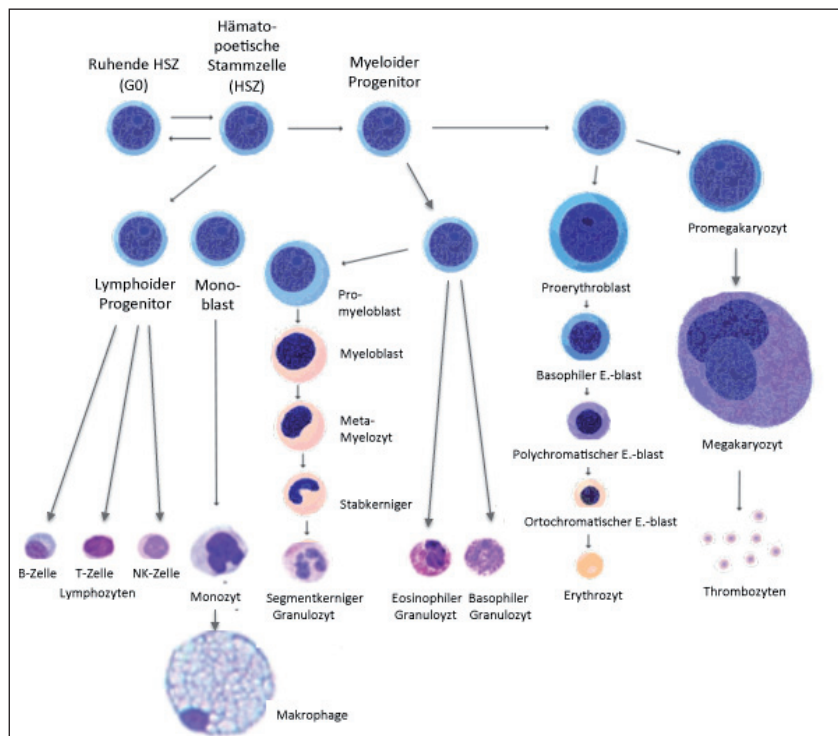 Ruhende HSZ
(G0)
Hämato-
poetische
Stammzelle
(HSZ)
Myeloider
Progenitor
Promegakaryozyt
Lymphoider
Progenitor
Mono-
blast
Pro-
myeloblast
Proerythroblast
Myeloblast
Basophiler E.-blast
Meta-
Myelozyt
Polychromatischer E.-blast
Megakaryozyt
Stabkerniger
Ortochromatischer E.-blast
B-Zelle
T-Zelle
NK-Zelle
Lymphozyten
Monozyt
Segmentkerniger
Granulozyt
Eosinophiler
Granuloyzt
Basophiler
Granulozyt
Erythrozyt
Thrombozyten
Makrophage